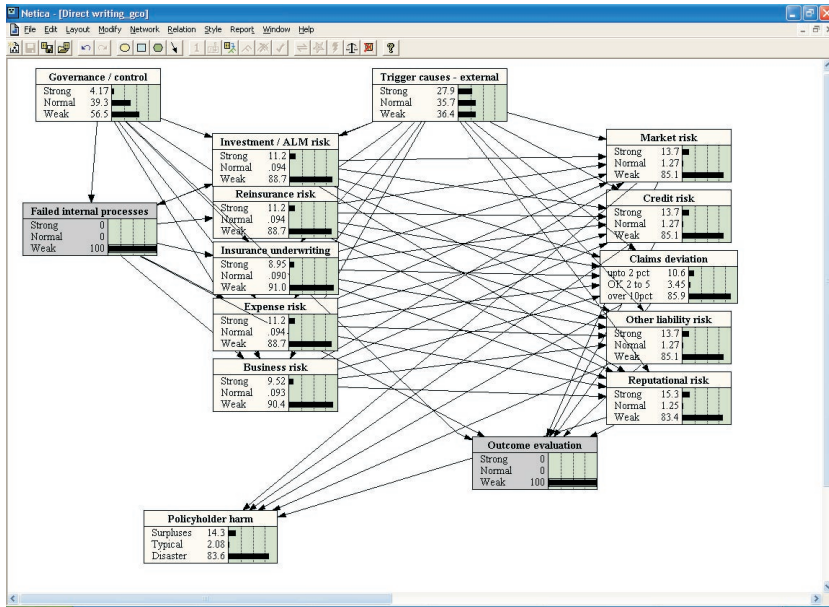 Netica - [Direct writing_gco]
File Edit Layout Modify Network Relation Style Report Window Help
Governance / control
Strong 4.17
Normal 39.3
Weak 56.5
Trigger causes - external
Strong 27.9
Normal 35.7
Weak 36.4
Investment / ALM risk
Strong 11.2
Normal .094
Weak 88.7
Market risk
Strong 13.7
Normal 1.27
Weak 85.1
Reinsurance risk
Strong 11.2
Normal .094
Weak 88.7
Credit risk
Strong 13.7
Normal 1.27
Weak 85.1
Failed internal processes
Strong 0
Normal 0
Weak 100
Insurance underwriting
Strong 8.95
Normal .090
Weak 91.0
Claims deviation
upto 2 pct 10.6
OK 2 to 5 3.45
over 10pct 85.9
Expense risk
Strong 11.2
Normal .094
Weak 88.7
Other liability risk
Strong 13.7
Normal 1.27
Weak 85.1
Business risk
Strong 9.52
Normal .093
Weak 90.4
Reputational risk
Strong 15.3
Normal 1.25
Weak 83.4
Outcome evaluation
Strong 0
Normal 0
Weak 100
Policyholder harm
Surpluses 14.3
Typical 2.08
Disaster 83.6